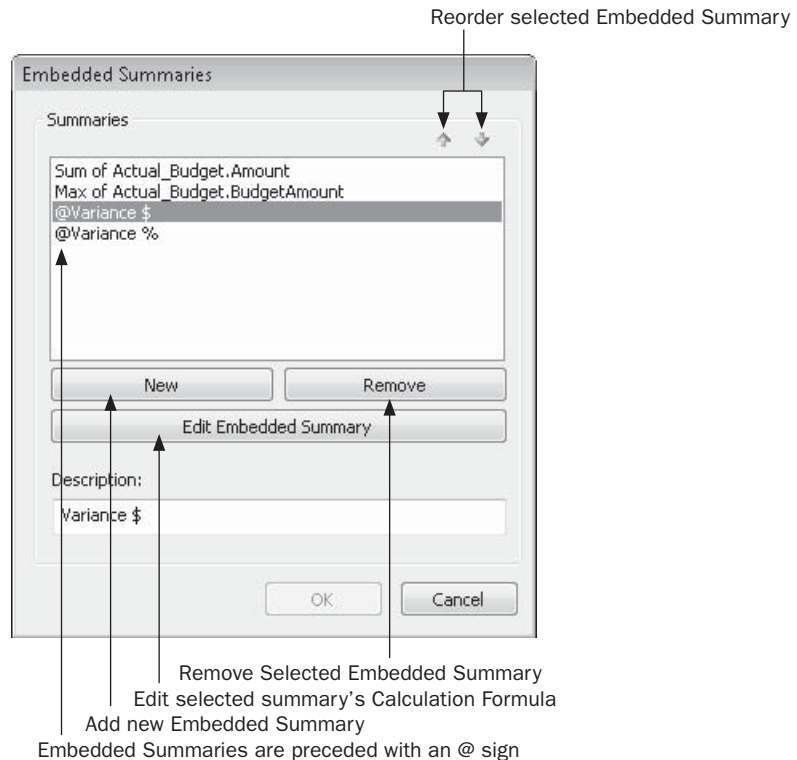 Reorder selected Embedded Summary
Embedded Summaries
Summaries
Sum of Actual_Budget.Amount
Max of Actual_Budget.BudgetAmount
@Variance $
@Variance %
New
Remove
Edit Embedded Summary
Description:
Variance $
OK
Cancel
Remove Selected Embedded Summary
Edit selected summary's Calculation Formula
Add new Embedded Summary
Embedded Summaries are preceded with an @ sign